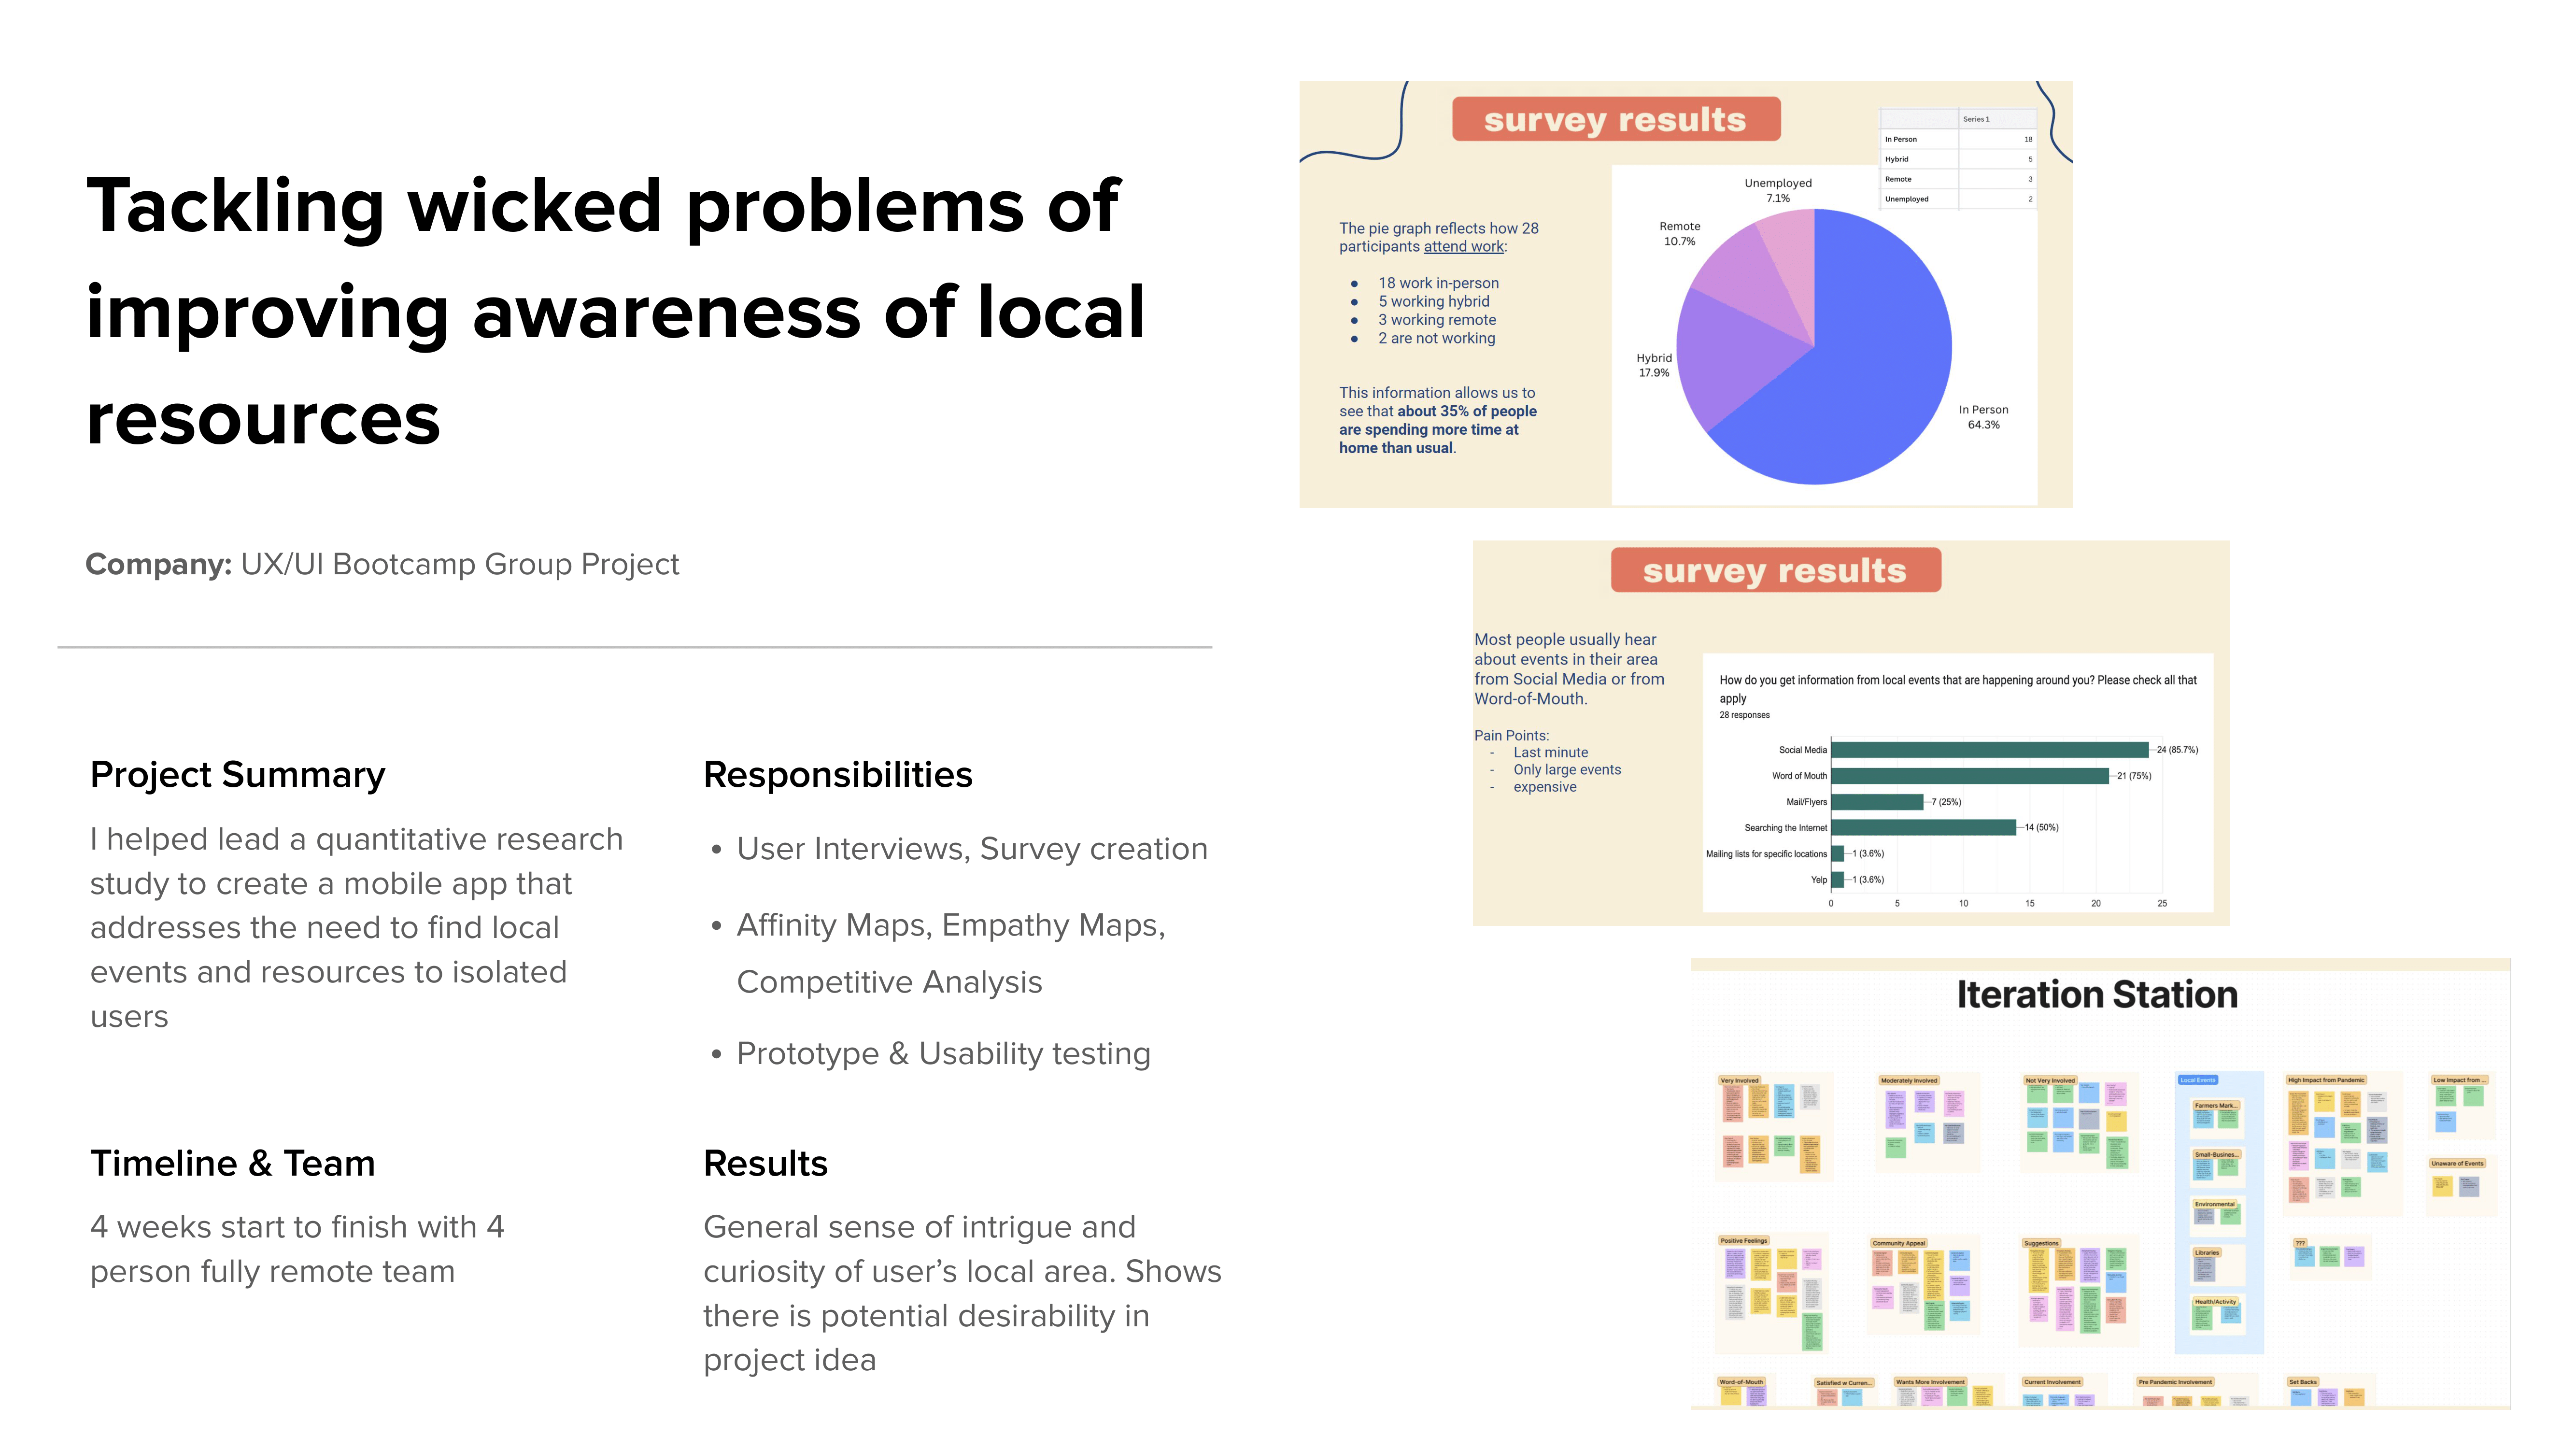 Tackling wicked problems of
improving awareness of local
resources
Company: UX/UI Bootcamp Group Project
Project Summary
I helped lead a quantitative research
study to create a mobile app that
addresses the need to find local
events and resources to isolated
users
Responsibilities
• User Interviews, Survey creation
• Affinity Maps, Empathy Maps,
Competitive Analysis
• Prototype & Usability testing
Timeline & Team
4 weeks start to finish with 4
person fully remote team
Results
General sense of intrigue and
curiosity of user's local area. Shows
there is potential desirability in
project idea
survey results
The pie graph reflects how 28
participants attend work:
● 18 work in-person
● 5 working hybrid
● 3 working remote
● 2 are not working
This information allows us to
see that about 35% of people
are spending more time at
home than usual.
Series 1
In Person 18
Hybrid 5
Remote 3
Unemployed 2
Unemployed
7.1%
Remote
10.7%
Hybrid
17.9%
In Person
64.3%
survey results
Most people usually hear
about events in their area
from Social Media or from
Word-of-Mouth.
Pain Points:
- Last minute
- Only large events
- expensive
How do you get information from local events that are happening around you? Please check all that
apply
28 responses
Social Media 24 (85.7%)
Word of Mouth 21 (75%)
Mail/Flyers 7 (25%)
Searching the Internet 14 (50%)
Mailing lists for specific locations 1 (3.6%)
Yelp 1 (3.6%)
0 5 10 15 20 25
Iteration Station
Very Involved
Moderately Involved
Not Very Involved
Local Events
High Impact from Pandemic
Low Impact from ...
Farmers Mark...
Small-Busines...
Environmental
Libraries
Health/Activity
Unaware of Events
Positive Feelings
Community Appeal
Suggestions
???
Word-of-Mouth
Satisfied w Curren...
Wants More Involvement
Current Involvement
Pre Pandemic Involvement
Set Backs